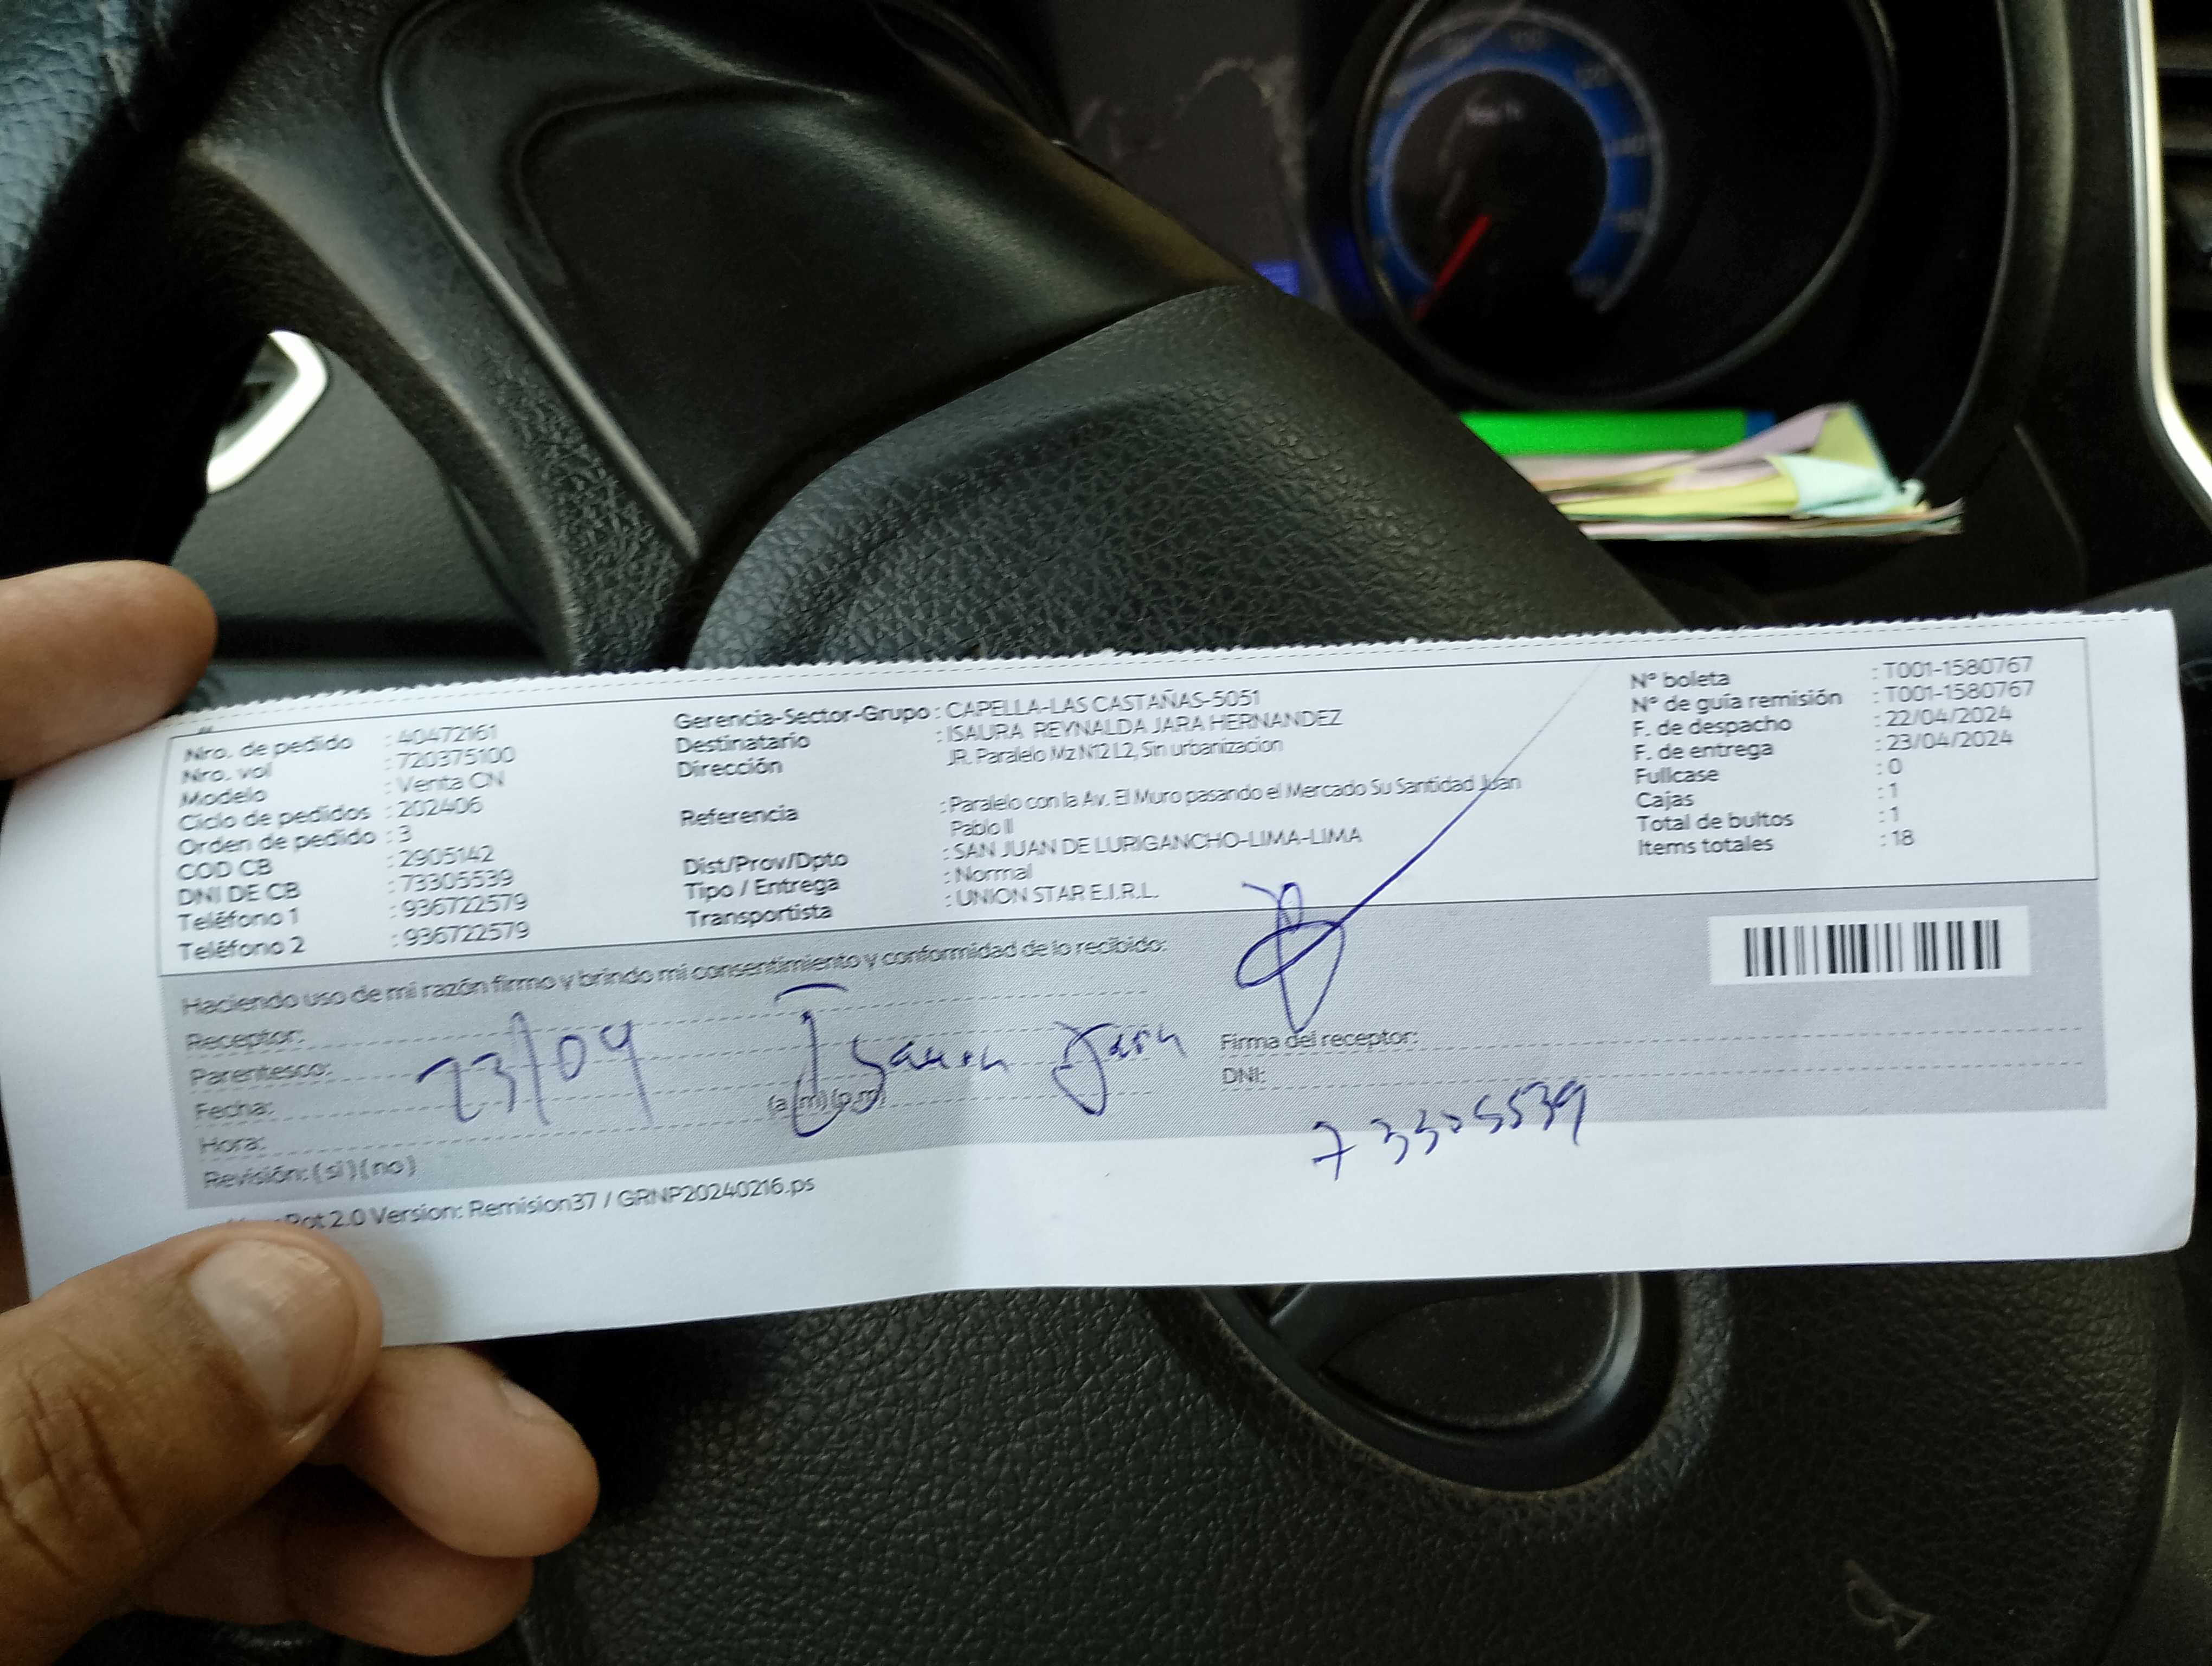 Nro. de pedido : 40472161
Nro. vol : 720375100
Modelo : Venta CN
Ciclo de pedidos : 202406
Orden de pedido : 3
COD CB : 2905142
DNI DE CB : 73305539
Teléfono 1 : 936722579
Teléfono 2 : 936722579
Gerencia-Sector-Grupo : CAPELLA-LAS CASTAÑAS-5051
Destinatario : ISAURA REYNALDA JARA HERNANDEZ
Dirección JR. Paralelo Mz N12 L2, Sin urbanizacion
Referencia : Paralelo con la Av. El Muro pasando el Mercado Su Santidad Juan
Pablo II
Dist/Prov/Dpto : SAN JUAN DE LURIGANCHO-LIMA-LIMA
Tipo / Entrega : Normal
Transportista : UNION STAR E.I.R.L.
N° boleta : T001-1580767
N° de guía remisión : T001-1580767
F. de despacho : 22/04/2024
F. de entrega : 23/04/2024
Fullcase : 0
Cajas : 1
Total de bultos : 1
Items totales : 18
Haciendo uso de mi razón firmo y brindo mi consentimiento y conformidad de lo recibido:
Receptor:
Parentesco:
Fecha: 23/04
Isaura Jara
Hora: (a.m) (p.m)
Revisión: (si) (no)
Firma del receptor:
DNI:
73305539
2.0 Version: Remision37 / GRNP20240216.ps